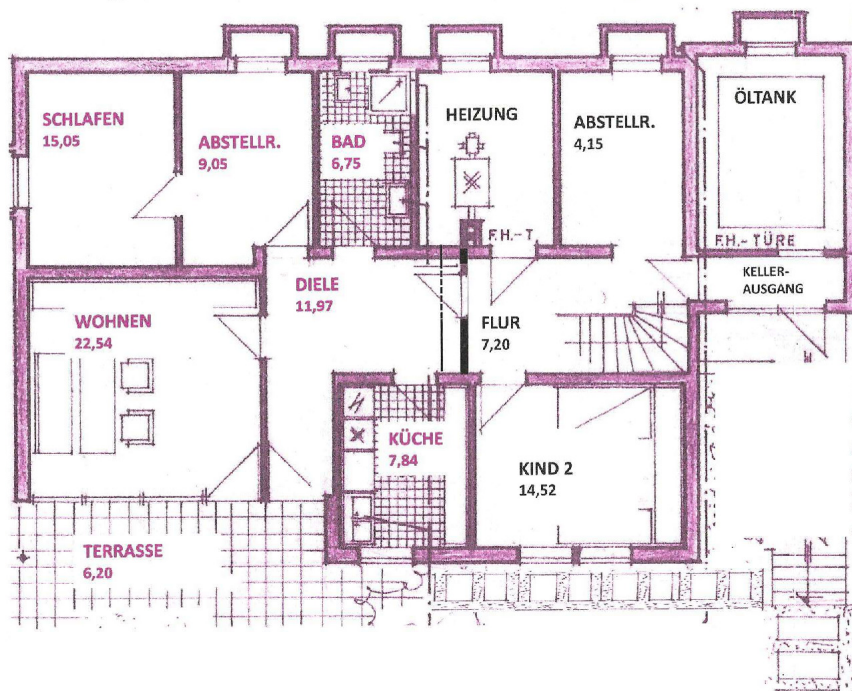 SCHLAFEN
15,05
ABSTELLR.
9,05
BAD
6,75
HEIZUNG
ABSTELLR.
4,15
ÖLTANK
F.H.-T
F.H.- TÜRE
KELLER-
AUSGANG
DIELE
11,97
WOHNEN
22,54
FLUR
7,20
KÜCHE
7,84
KIND 2
14,52
TERRASSE
6,20